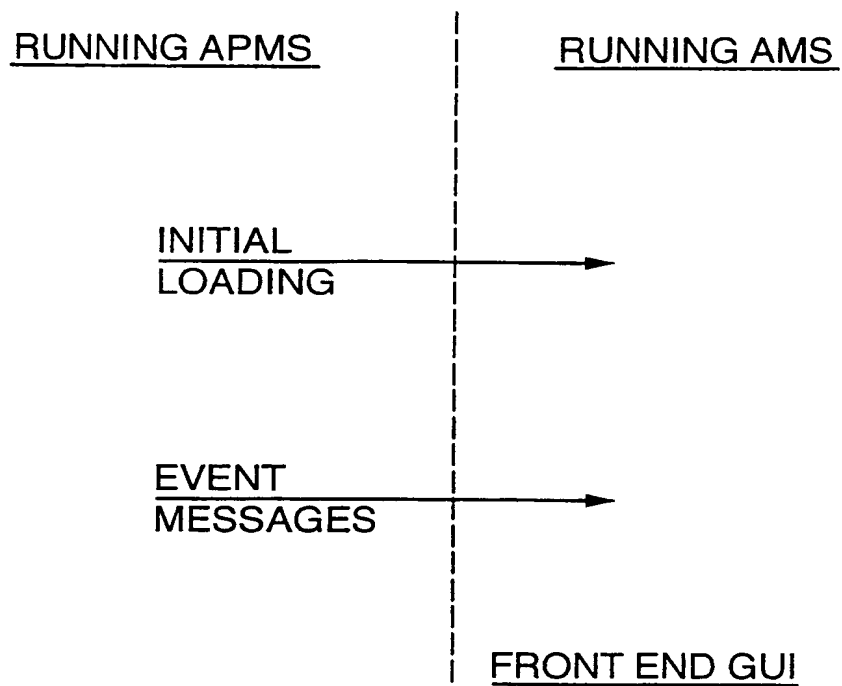 RUNNING APMS
RUNNING AMS
INITIAL
LOADING
EVENT
MESSAGES
FRONT END GUI